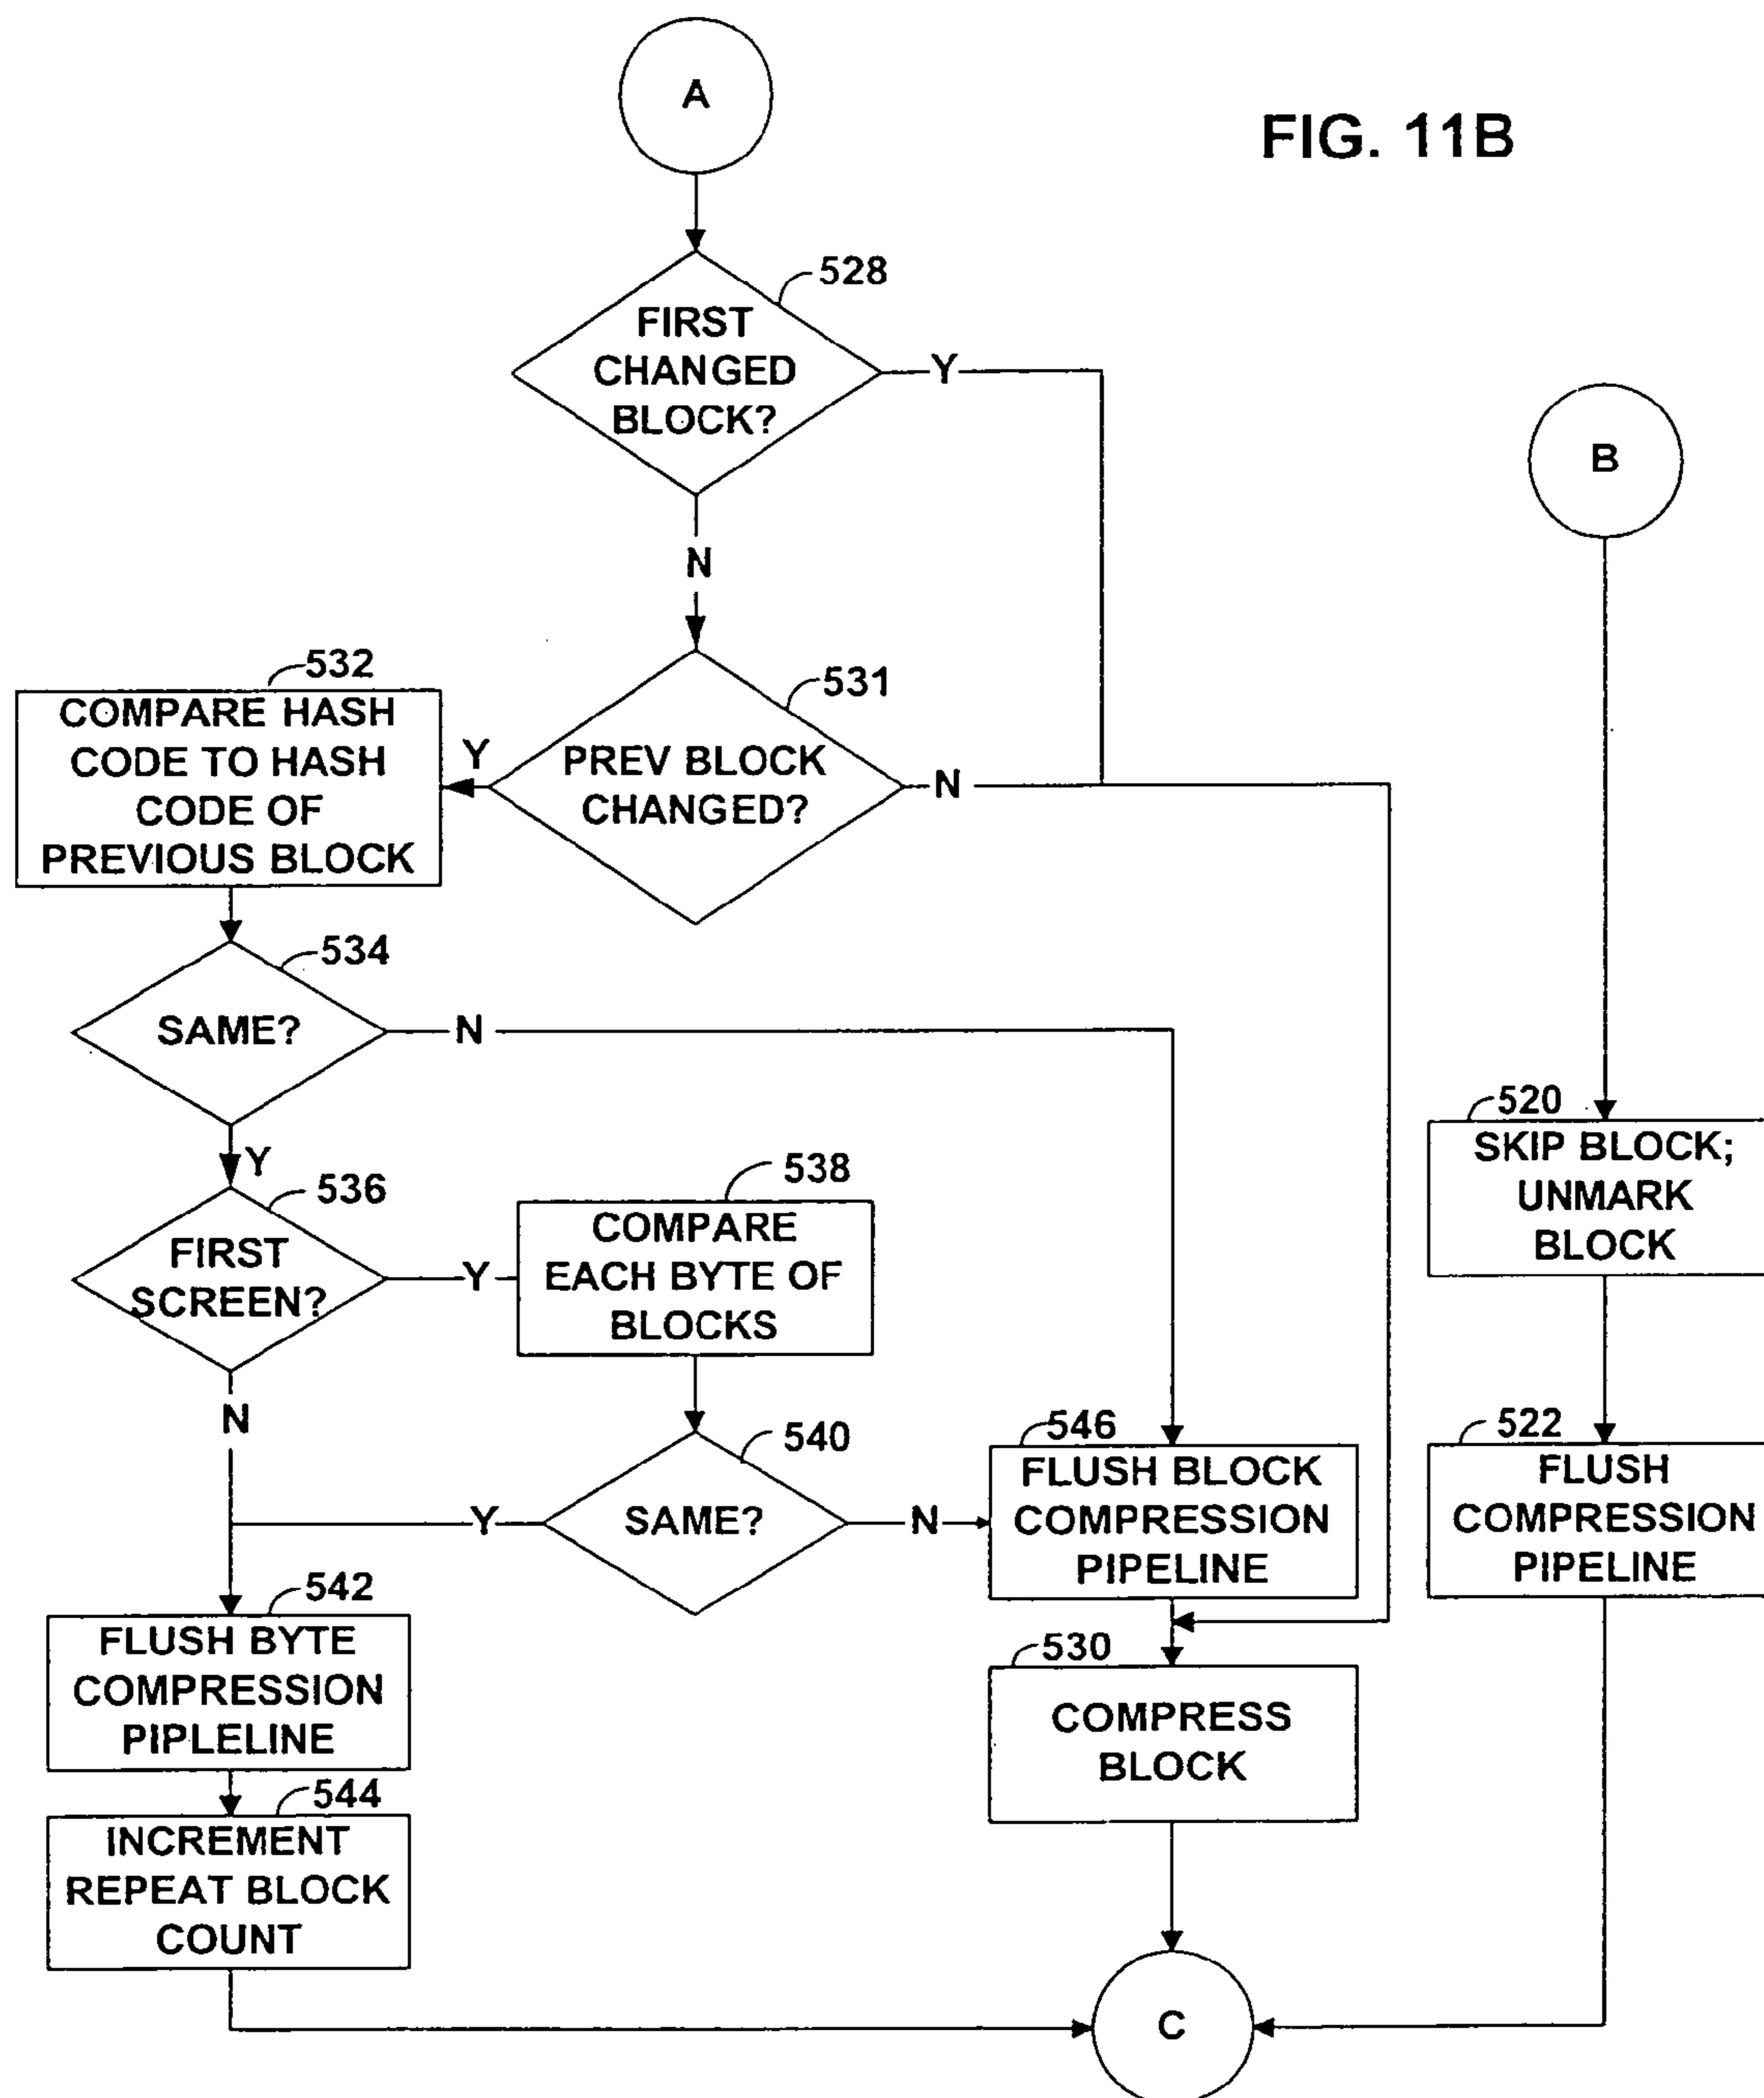 A
FIG. 11B
528
FIRST
CHANGED
BLOCK?
Y
B
N
532
COMPARE HASH
CODE TO HASH
CODE OF
PREVIOUS BLOCK
Y
531
PREV BLOCK
CHANGED?
N
534
SAME?
N
Y
520
SKIP BLOCK;
UNMARK
BLOCK
536
FIRST
SCREEN?
Y
538
COMPARE
EACH BYTE OF
BLOCKS
N
540
SAME?
Y
N
546
FLUSH BLOCK
COMPRESSION
PIPELINE
522
FLUSH
COMPRESSION
PIPELINE
542
FLUSH BYTE
COMPRESSION
PIPLELINE
530
COMPRESS
BLOCK
544
INCREMENT
REPEAT BLOCK
COUNT
C